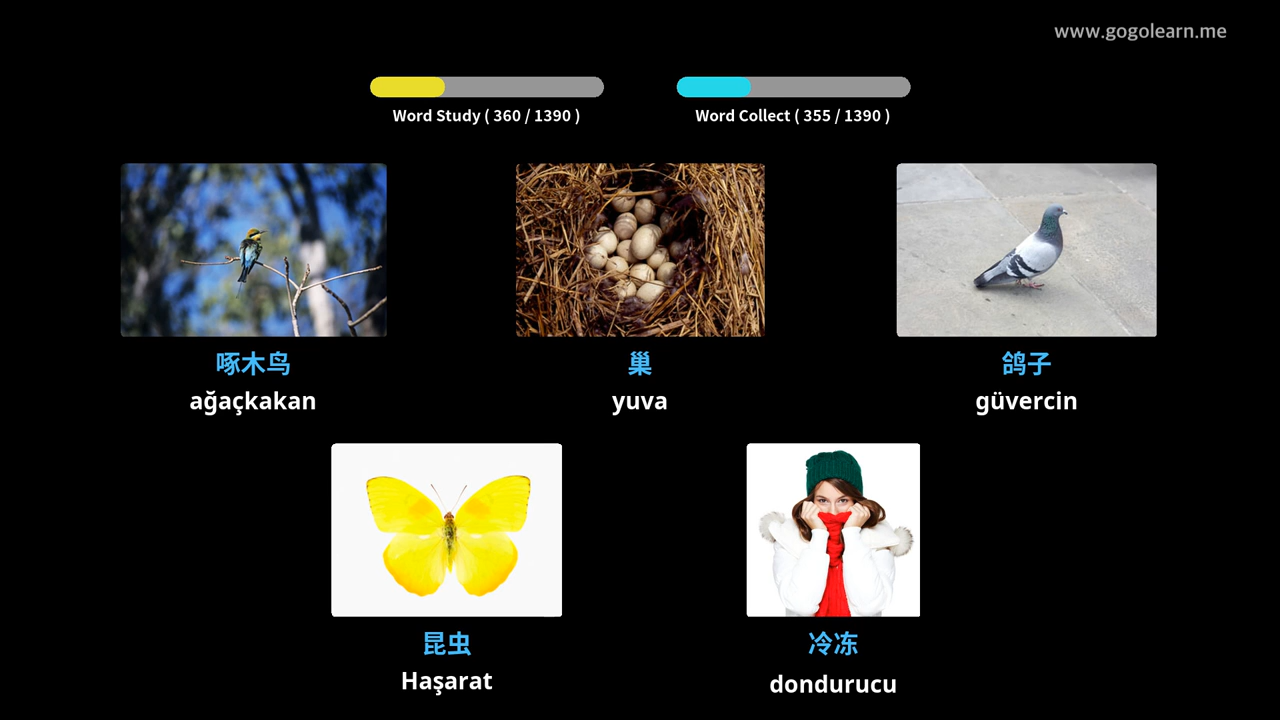 www.gogolearn.me
Word Study ( 360 / 1390 )
Word Collect ( 355 / 1390 )
啄木鸟
ağaçkakan
巢
yuva
鸽子
güvercin
昆虫
Haşarat
冷冻
dondurucu